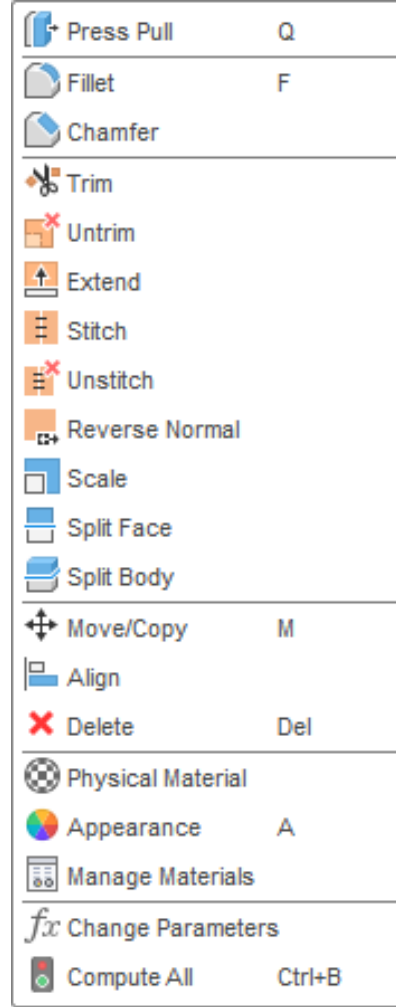 Press Pull Q
Fillet F
Chamfer
Trim
Untrim
Extend
Stitch
Unstitch
Reverse Normal
Scale
Split Face
Split Body
Move/Copy M
Align
Delete Del
Physical Material
Appearance A
Manage Materials
fx Change Parameters
Compute All Ctrl+B